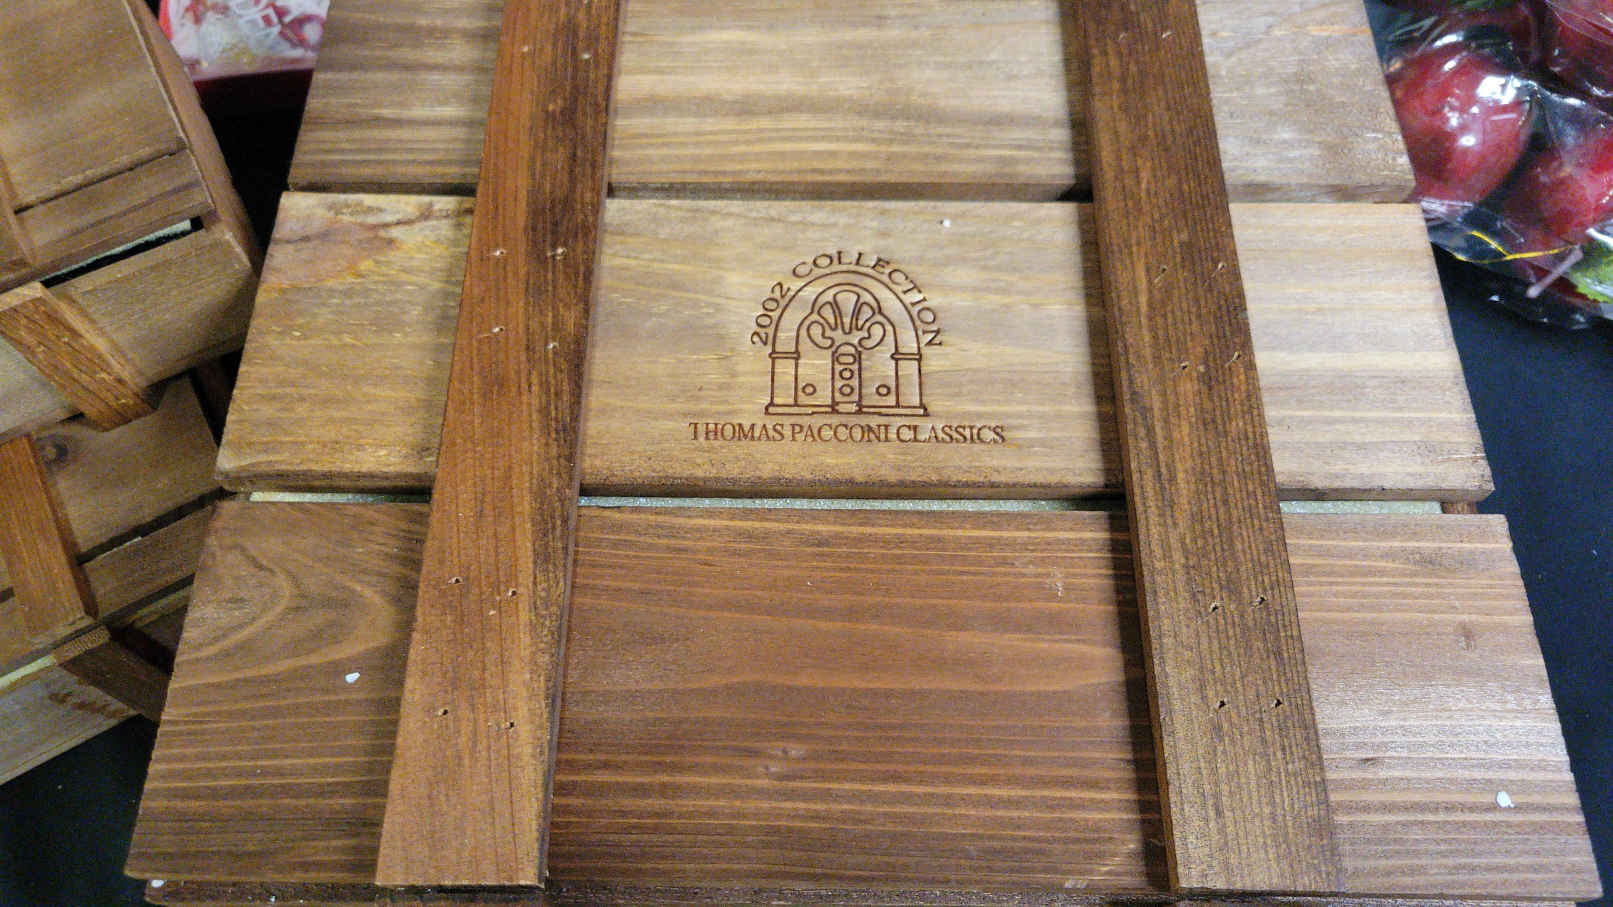 2002 COLLECTION
THOMAS PACCONI CLASSICS